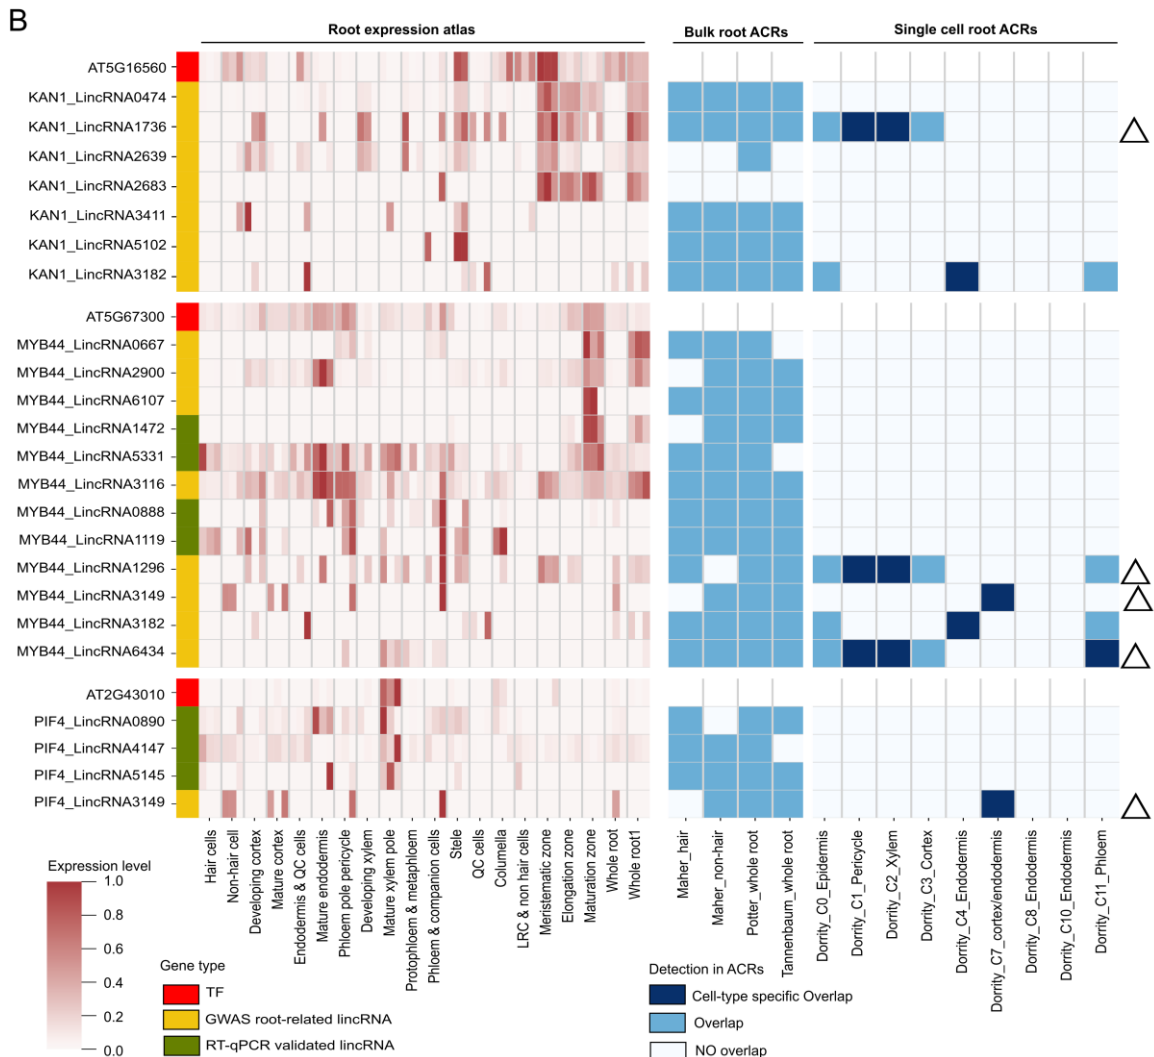 B
Root expression atlas
Bulk root ACRs
Single cell root ACRs
AT5G16560
KAN1_LincRNA0474
KAN1_LincRNA1736
KAN1_LincRNA2639
KAN1_LincRNA2683
KAN1_LincRNA3411
KAN1_LincRNA5102
KAN1_LincRNA3182
AT5G67300
MYB44_LincRNA0667
MYB44_LincRNA2900
MYB44_LincRNA6107
MYB44_LincRNA1472
MYB44_LincRNA5331
MYB44_LincRNA3116
MYB44_LincRNA0888
MYB44_LincRNA1119
MYB44_LincRNA1296
MYB44_LincRNA3149
MYB44_LincRNA3182
MYB44_LincRNA6434
AT2G43010
PIF4_LincRNA0890
PIF4_LincRNA4147
PIF4_LincRNA5145
PIF4_LincRNA3149
Hair cells
Non-hair cell
Developing cortex
Mature cortex
Endodermis & QC cells
Mature endodermis
Phloem pole pericycle
Developing xylem
Mature xylem pole
Protophloem & metaphloem
Phloem & companion cells
Stele
QC cells
Columella
LRC & non hair cells
Meristematic zone
Elongation zone
Maturation zone
Whole root
Whole root1
Maher_hair
Maher_non-hair
Potter_whole root
Tannenbaum_whole root
Dorrity_C0_Epidermis
Dorrity_C1_Pericycle
Dorrity_C2_Xylem
Dorrity_C3_Cortex
Dorrity_C4_Endodermis
Dorrity_C7_cortex/endodermis
Dorrity_C8_Endodermis
Dorrity_C10_Endodermis
Dorrity_C11_Phloem
Expression level
1.0
0.8
0.6
0.4
0.2
0.0
Gene type
TF
GWAS root-related lincRNA
RT-qPCR validated lincRNA
Detection in ACRs
Cell-type specific Overlap
Overlap
NO overlap